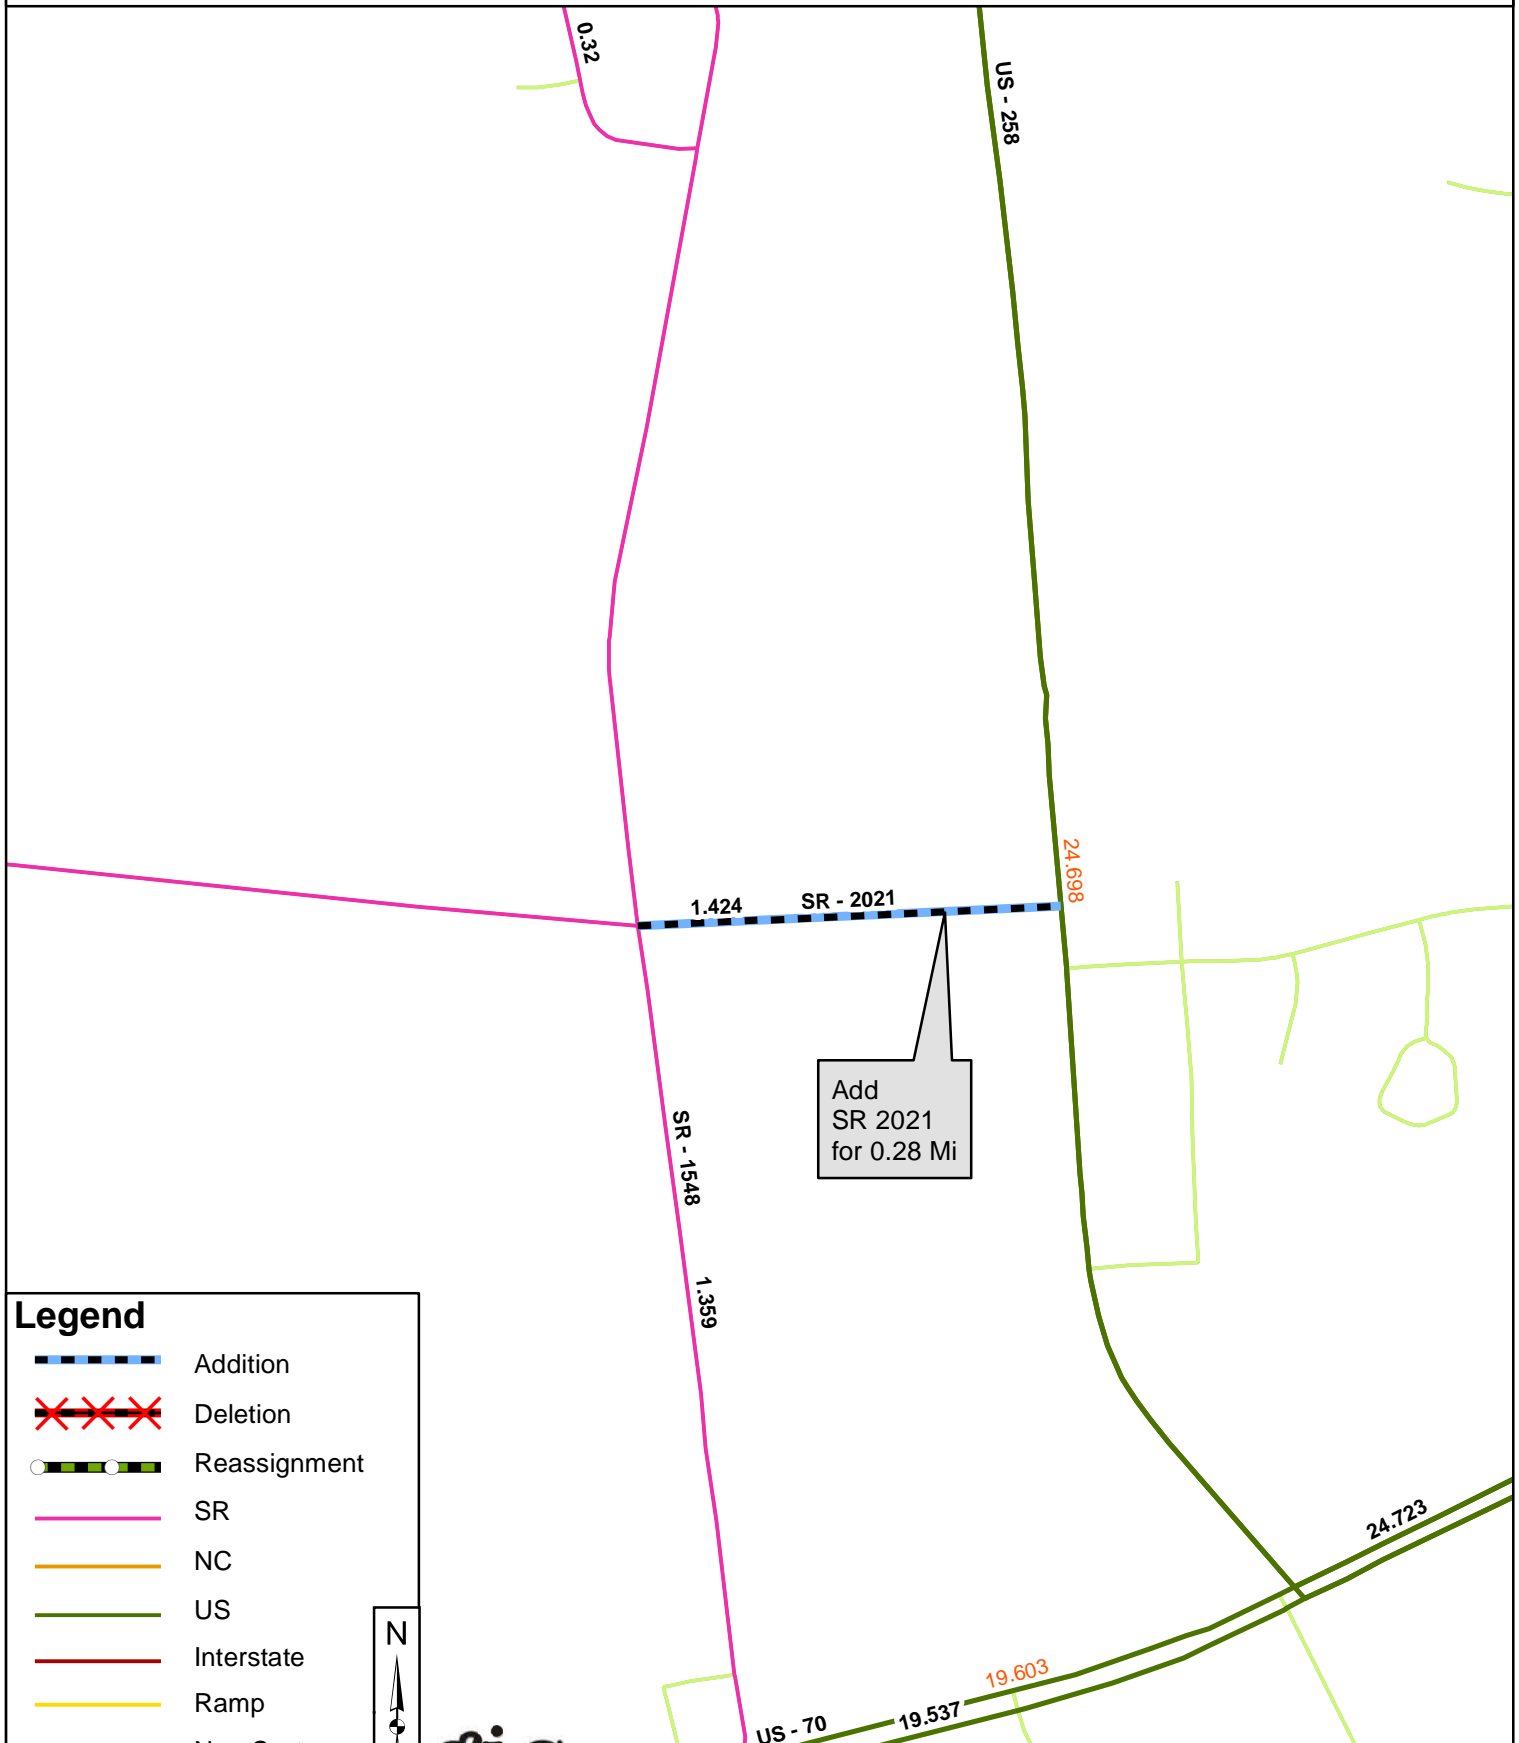 0.32
US - 258
24.698
1.424
SR - 2021
Add
SR 2021
for 0.28 Mi
SR - 1548
1.359
Legend
Addition
Deletion
Reassignment
SR
NC
US
Interstate
Ramp
N
24.723
19.603
19.537
US - 70